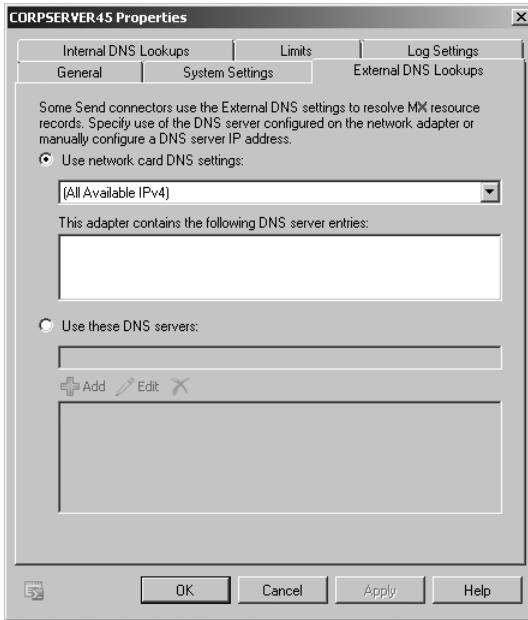 CORPSERVER45 Properties
Internal DNS Lookups
Limits
Log Settings
General
System Settings
External DNS Lookups
Some Send connectors use the External DNS settings to resolve MX resource
records. Specify use of the DNS server configured on the network adapter or
manually configure a DNS server IP address.
Use network card DNS settings:
(All Available IPv4)
This adapter contains the following DNS server entries:
Use these DNS servers:
Add Edit
OK
Cancel
Apply
Help